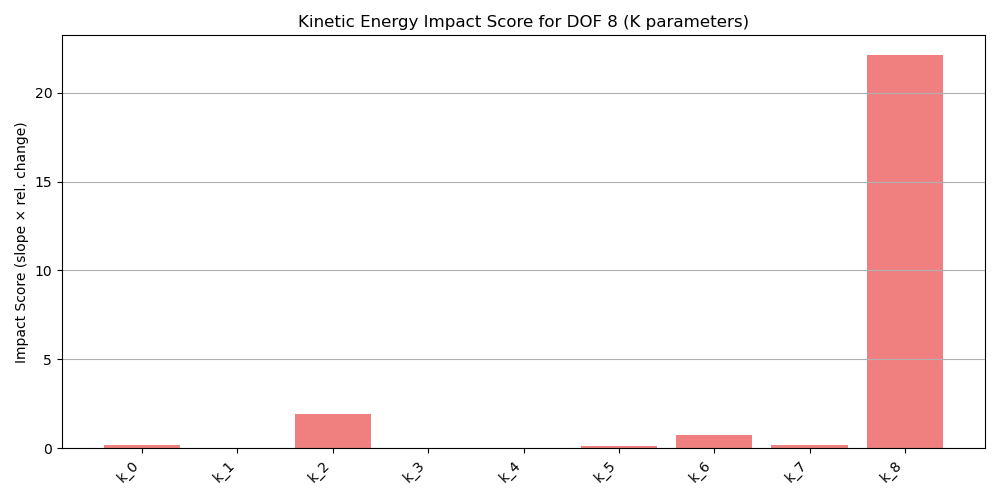 Kinetic Energy Impact Score for DOF 8 (K parameters)
Impact Score (slope × rel. change)
20
15
10
5
0
k_0
k_1
k_2
k_3
k_4
k_5
k_6
k_7
k_8